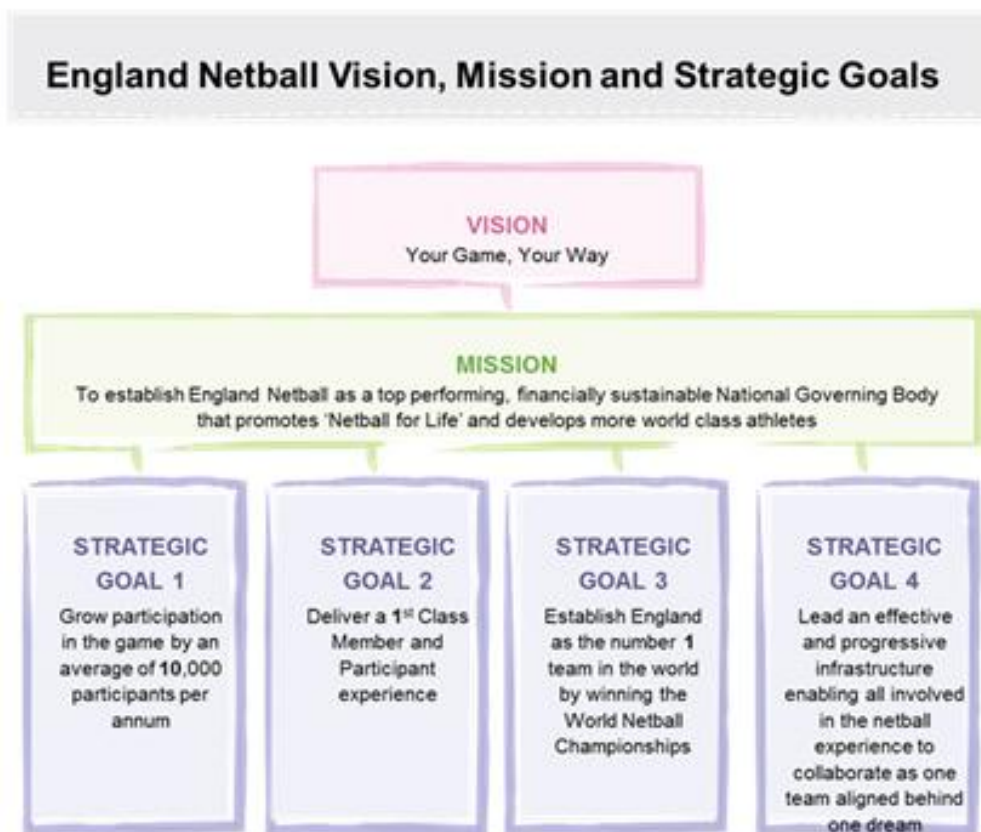 England Netball Vision, Mission and Strategic Goals
VISION
Your Game, Your Way
MISSION
To establish England Netball as a top performing, financially sustainable National Governing Body
that promotes ‘Netball for Life’ and develops more world class athletes
STRATEGIC
GOAL 1
Grow participation
in the game by an
average of 10,000
participants per
annum
STRATEGIC
GOAL 2
Deliver a 1st Class
Member and
Participant
experience
STRATEGIC
GOAL 3
Establish England
as the number 1
team in the world
by winning the
World Netball
Championships
STRATEGIC
GOAL 4
Lead an effective
and progressive
infrastructure
enabling all involved
in the netball
experience to
collaborate as one
team aligned behind
one dream